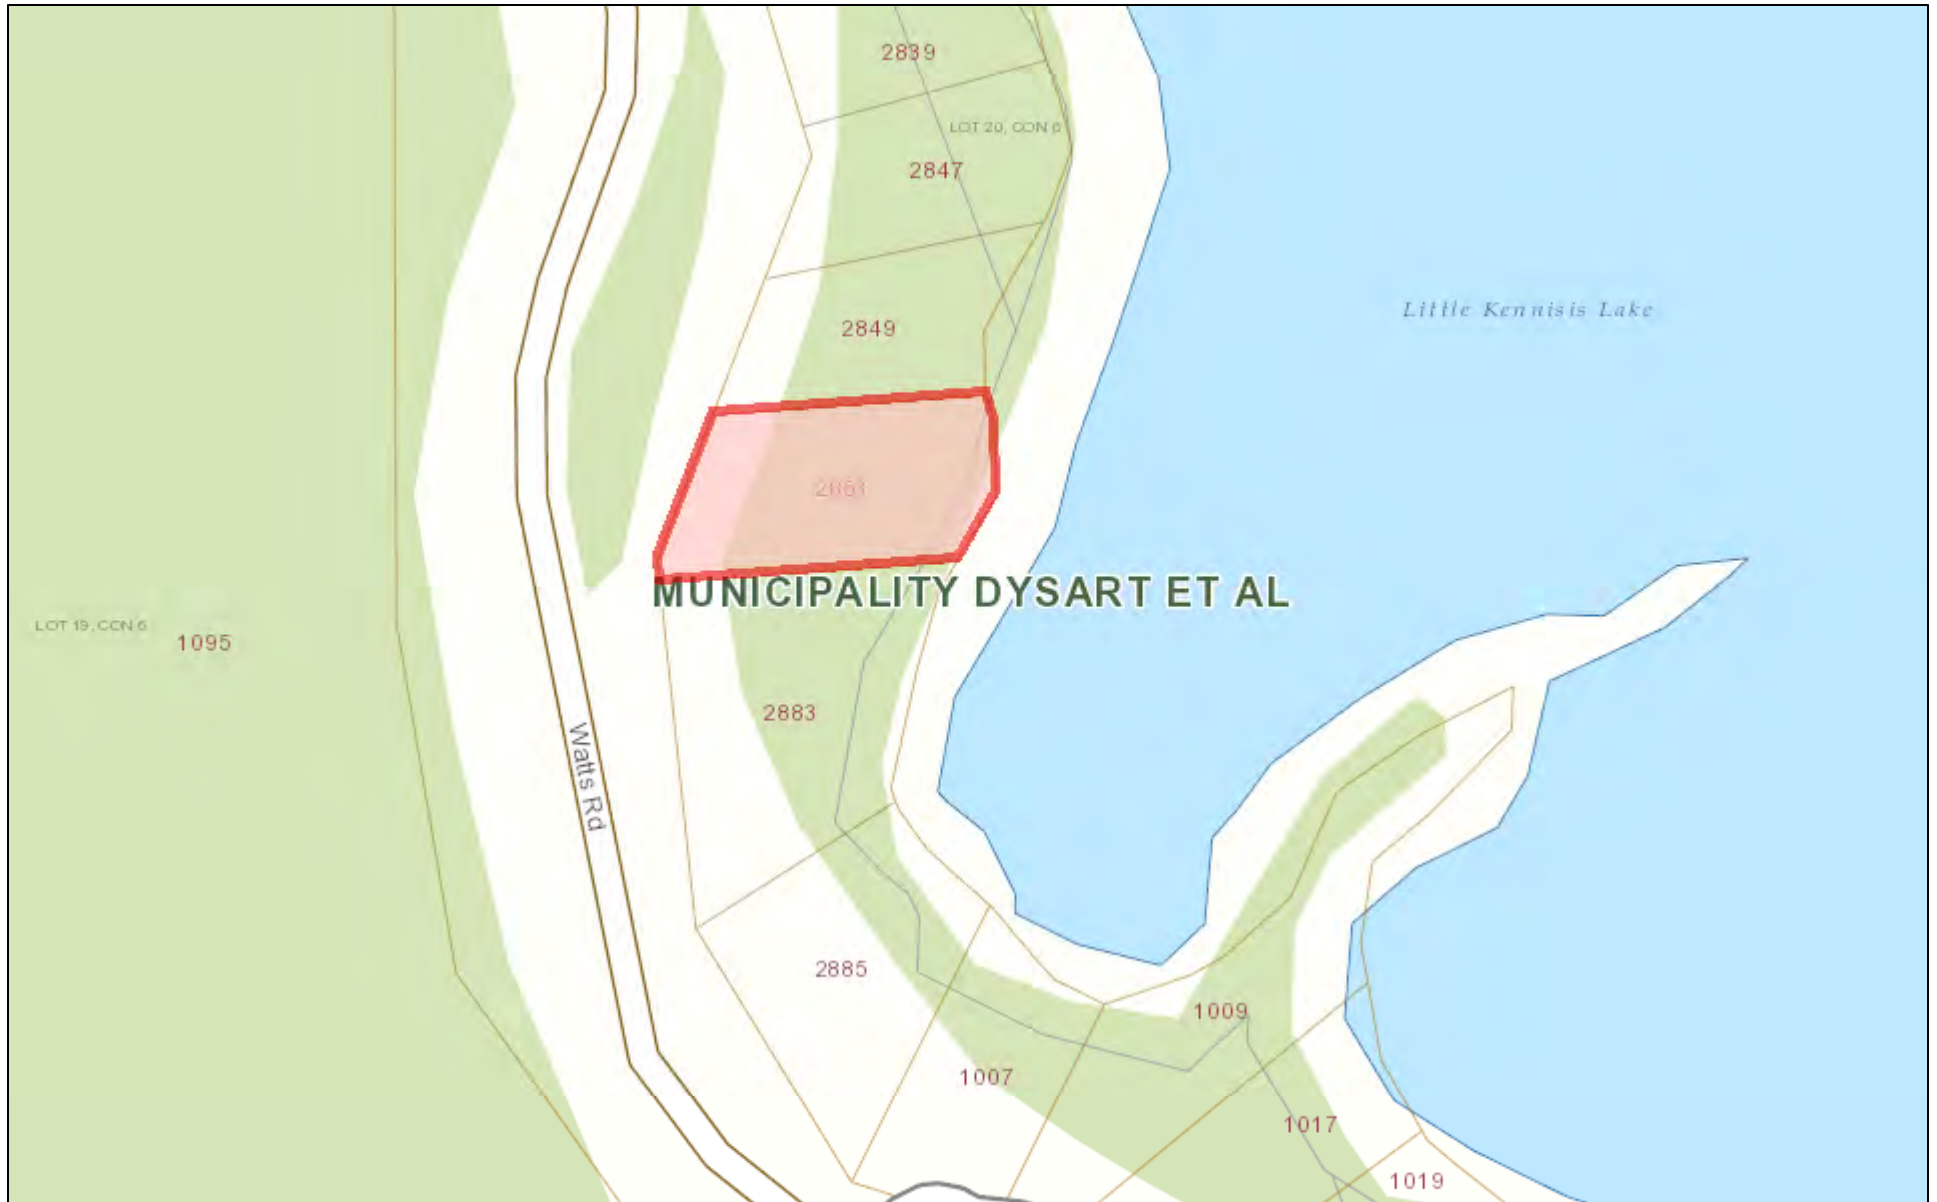 2839
LOT 20, CON 6
2847
Little Kennisis Lake
2849
MUNICIPALITY DYSART ET AL
LOT 19, CON 6
1095
2883
Watts Rd
2885
1009
1007
1017
1019